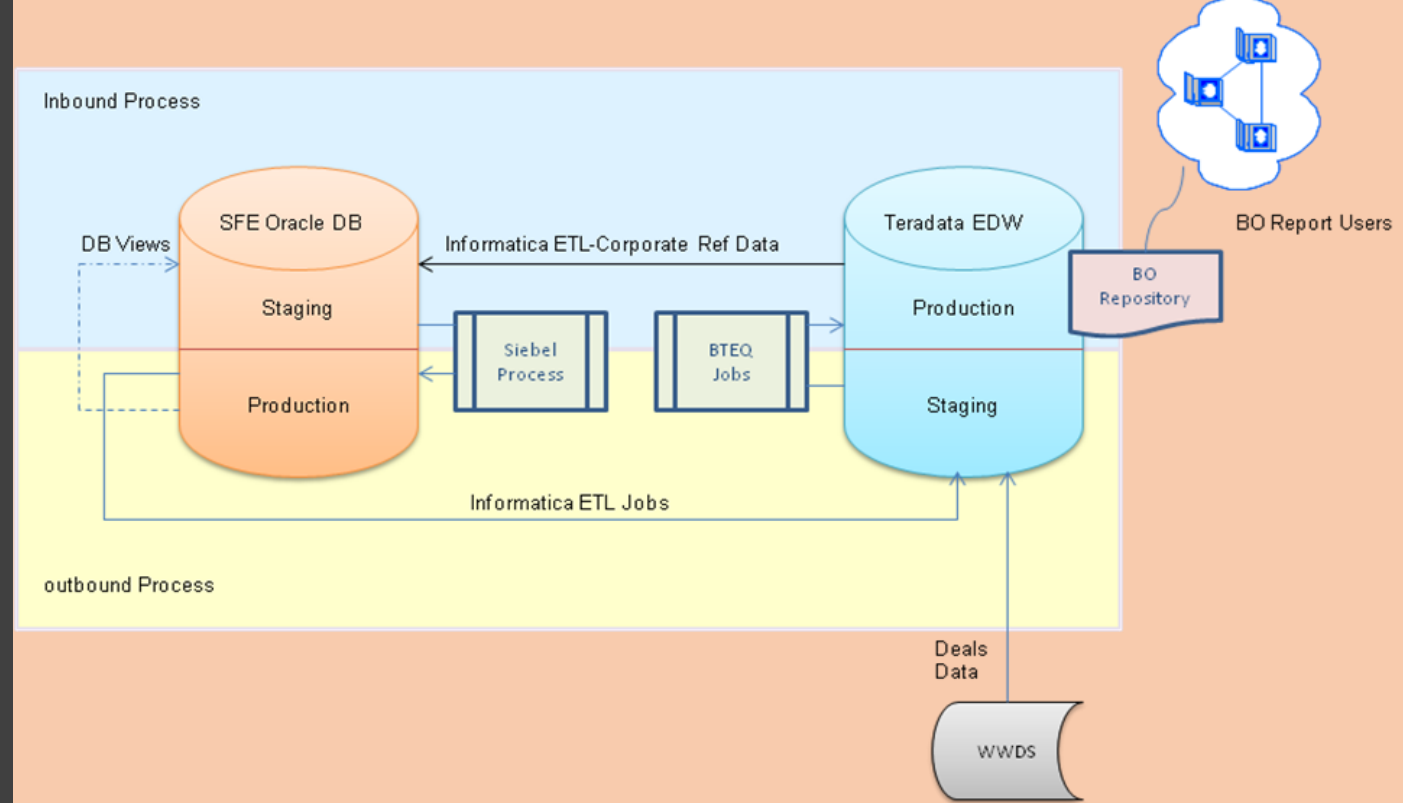 Inbound Process
BO Report Users
SFE Oracle DB
Teradata EDW
DB Views
Informatica ETL-Corporate Ref Data
BO
Repository
Staging
Production
Siebel
Process
BTEQ
Jobs
Production
Staging
Informatica ETL Jobs
outbound Process
Deals
Data
WWDS